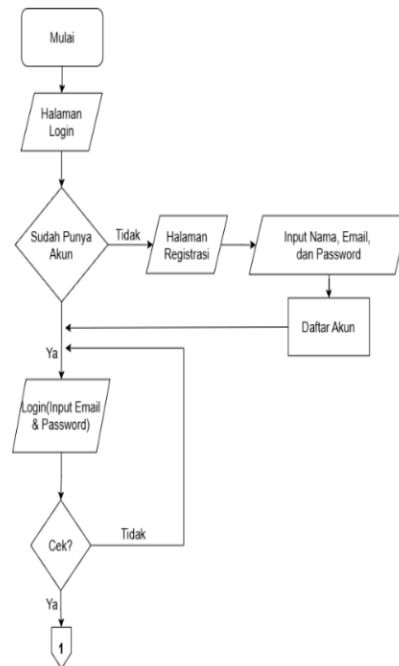 Mulai
Halaman
Login
Sudah Punya
Akun
Tidak
Halaman
Registrasi
Input Nama, Email,
dan Password
Daftar Akun
Ya
Login(Input Email
& Password)
Cek?
Tidak
Ya
1